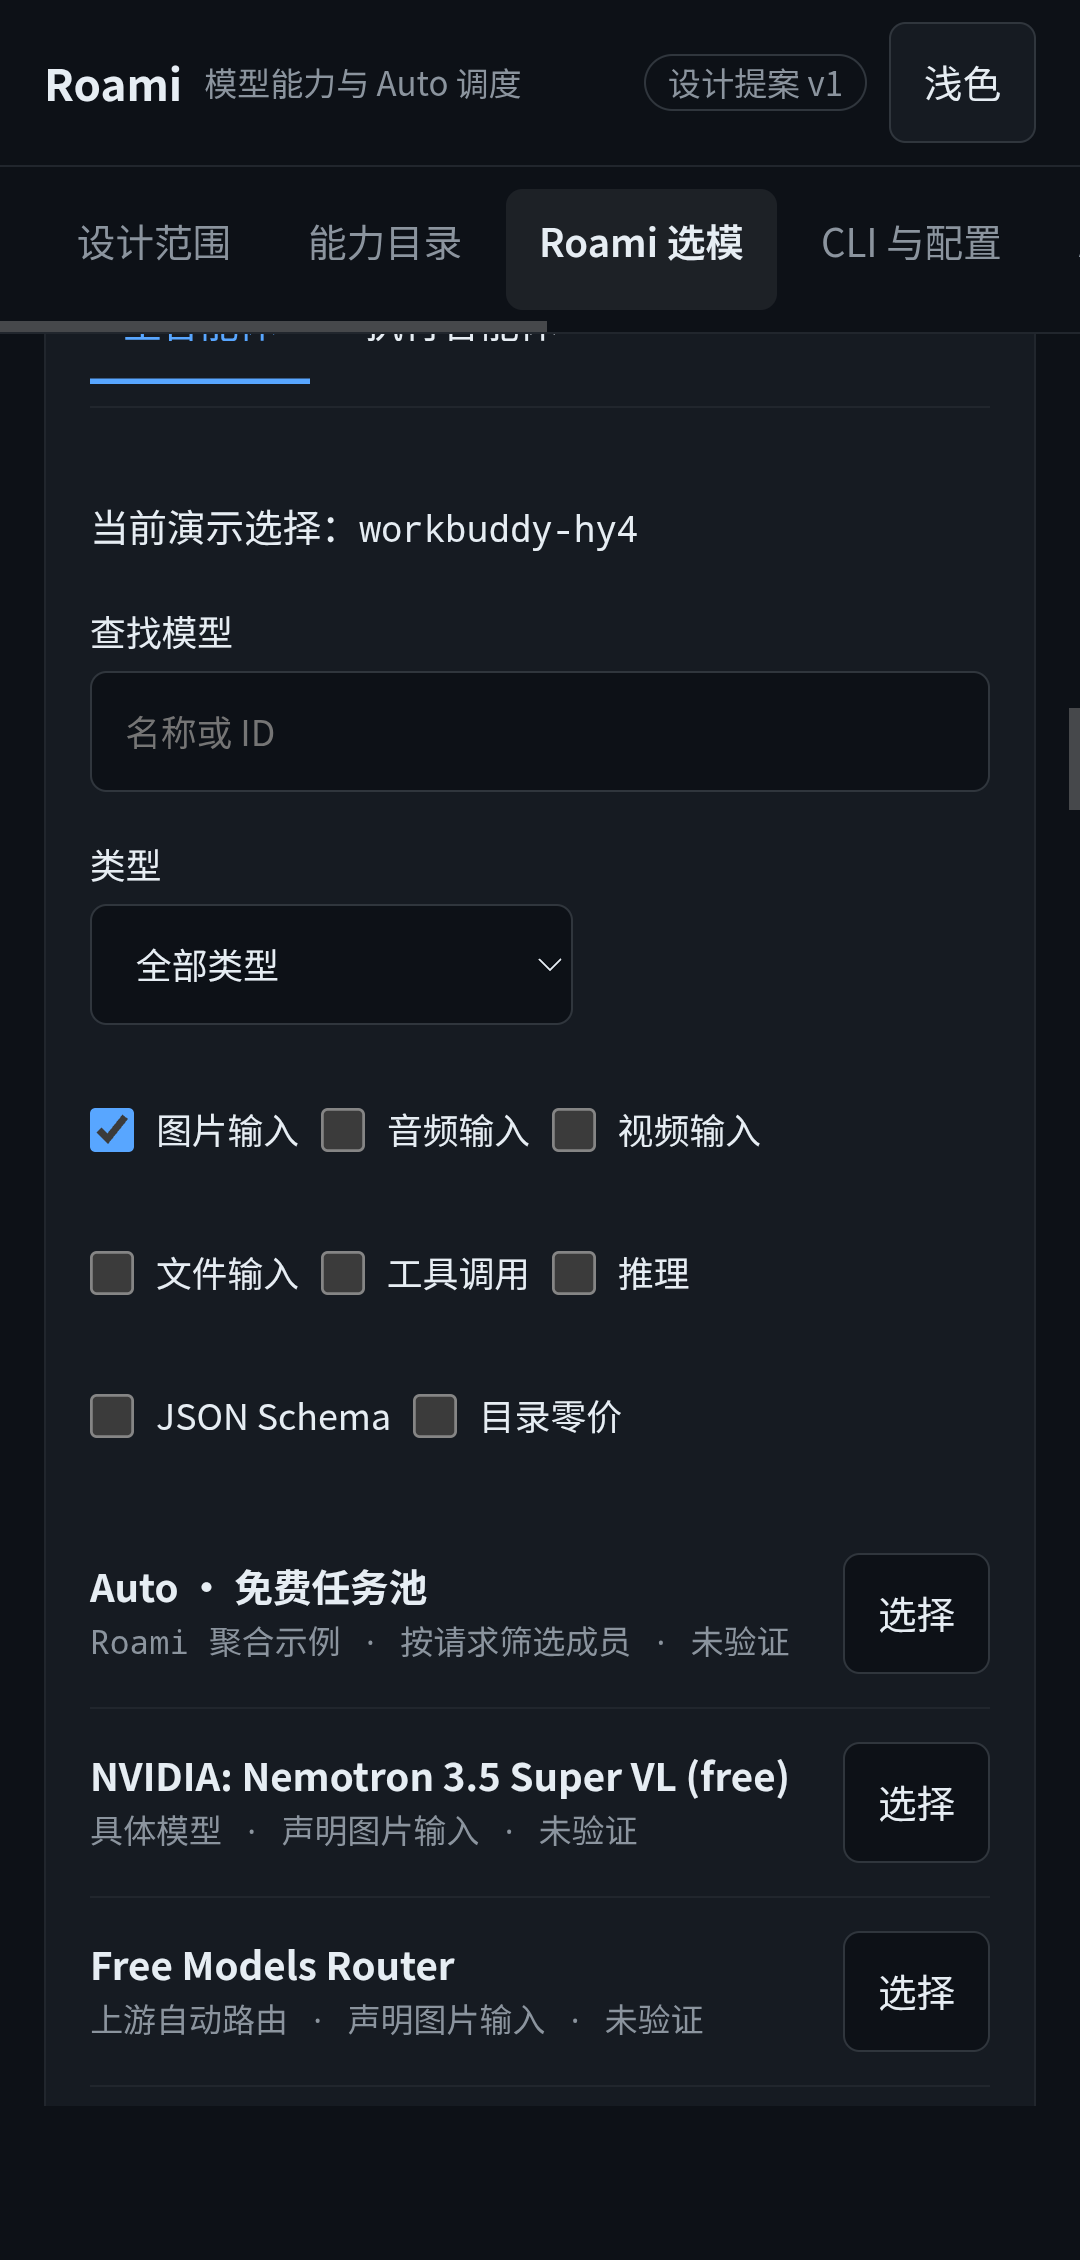 Roami 模型能力与 Auto 调度 设计提案 v1 浅色
设计范围 能力目录 Roami 选模 CLI 与配置
当前演示选择：workbuddy-hy4
查找模型
名称或 ID
类型
全部类型
图片输入 音频输入 视频输入
文件输入 工具调用 推理
JSON Schema 目录零价
Auto · 免费任务池
Roami 聚合示例 · 按请求筛选成员 · 未验证
选择
NVIDIA: Nemotron 3.5 Super VL (free)
具体模型 · 声明图片输入 · 未验证
选择
Free Models Router
上游自动路由 · 声明图片输入 · 未验证
选择